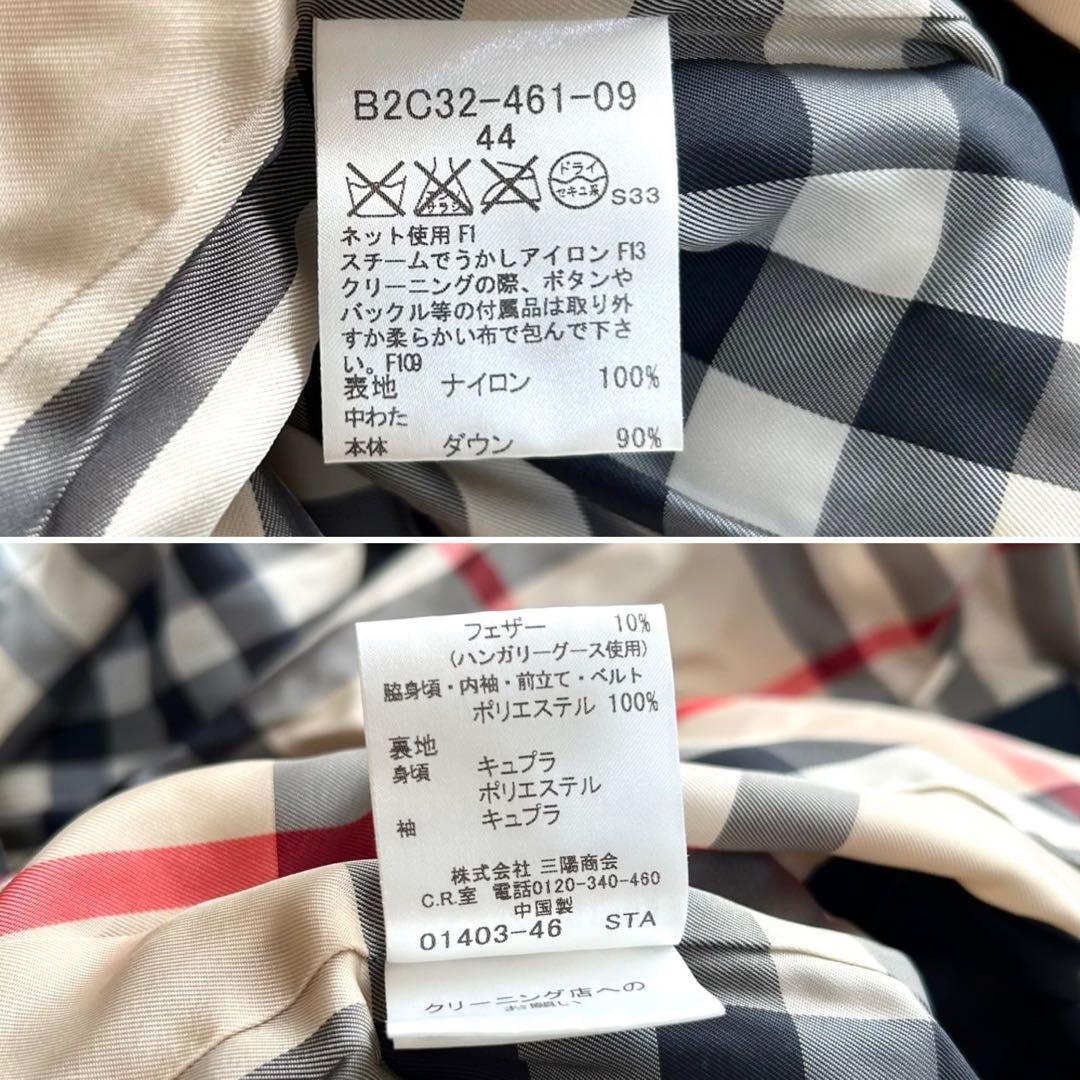 B2C32-461-09
44
サラシ
ドライ
セキユ系
S33
ネット使用 F1
スチームでうかしアイロン F13
クリーニングの際、ボタンや
バックル等の付属品は取り外
すか柔らかい布で包んで下さ
い。F109
表地 ナイロン 100%
中わた
本体 ダウン 90%
フェザー 10%
(ハンガリーグース使用)
脇身頃・内袖・前立て・ベルト
ポリエステル 100%
裏地
身頃 キュプラ
ポリエステル
袖 キュプラ
株式会社 三陽商会
C.R.室 電話0120-340-460
中国製
01403-46 STA
クリーニング店への
お願い